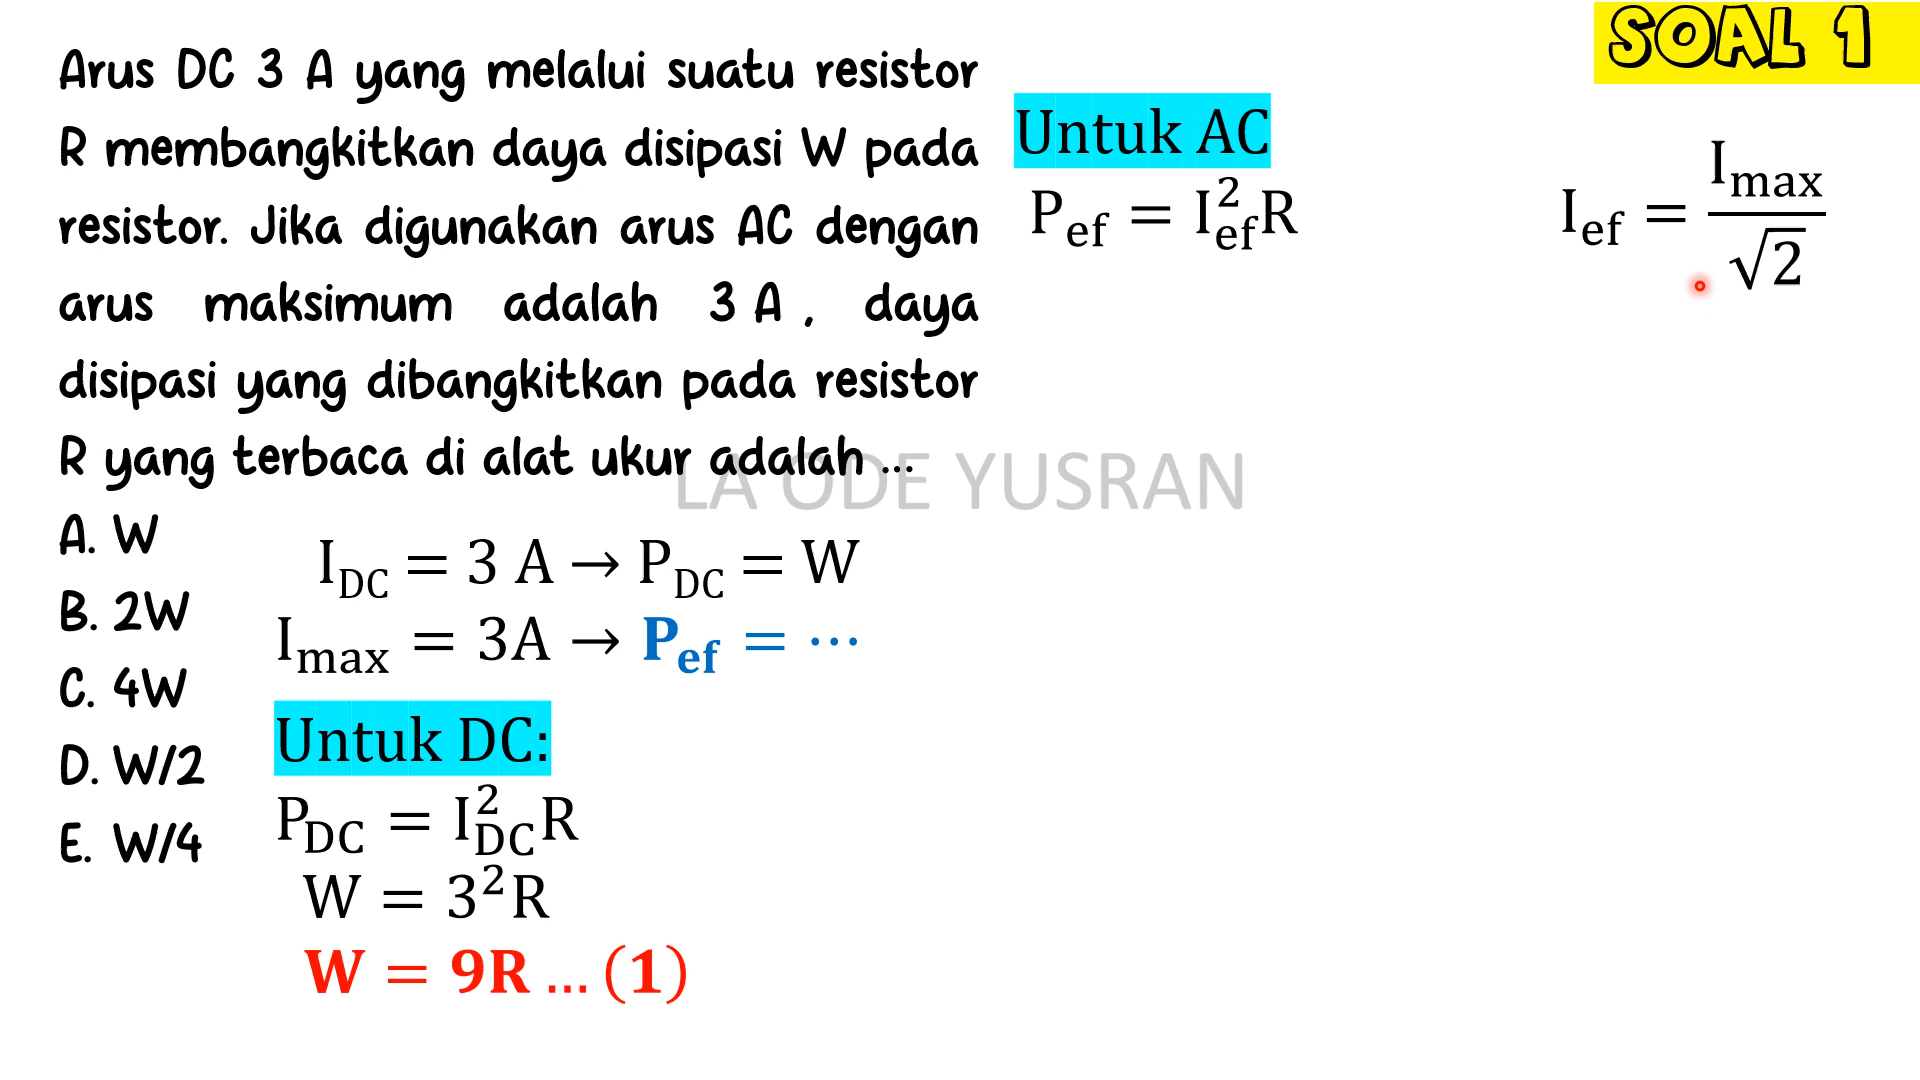 SOAL 1
Arus DC 3 A yang melalui suatu resistor
R membangkitkan daya disipasi W pada
resistor. Jika digunakan arus AC dengan
arus maksimum adalah 3 A , daya
disipasi yang dibangkitkan pada resistor
R yang terbaca di alat ukur adalah ...
A. W
B. 2W
C. 4W
D. W/2
E. W/4
I_DC = 3 A → P_DC = W
I_max = 3A → P_ef = ⋯
Untuk DC:
P_DC = I_DC^2 R
W = 3^2 R
W = 9R ... (1)
Untuk AC
P_ef = I_ef^2 R
I_ef = I_max / √2
LA ODE YUSRAN